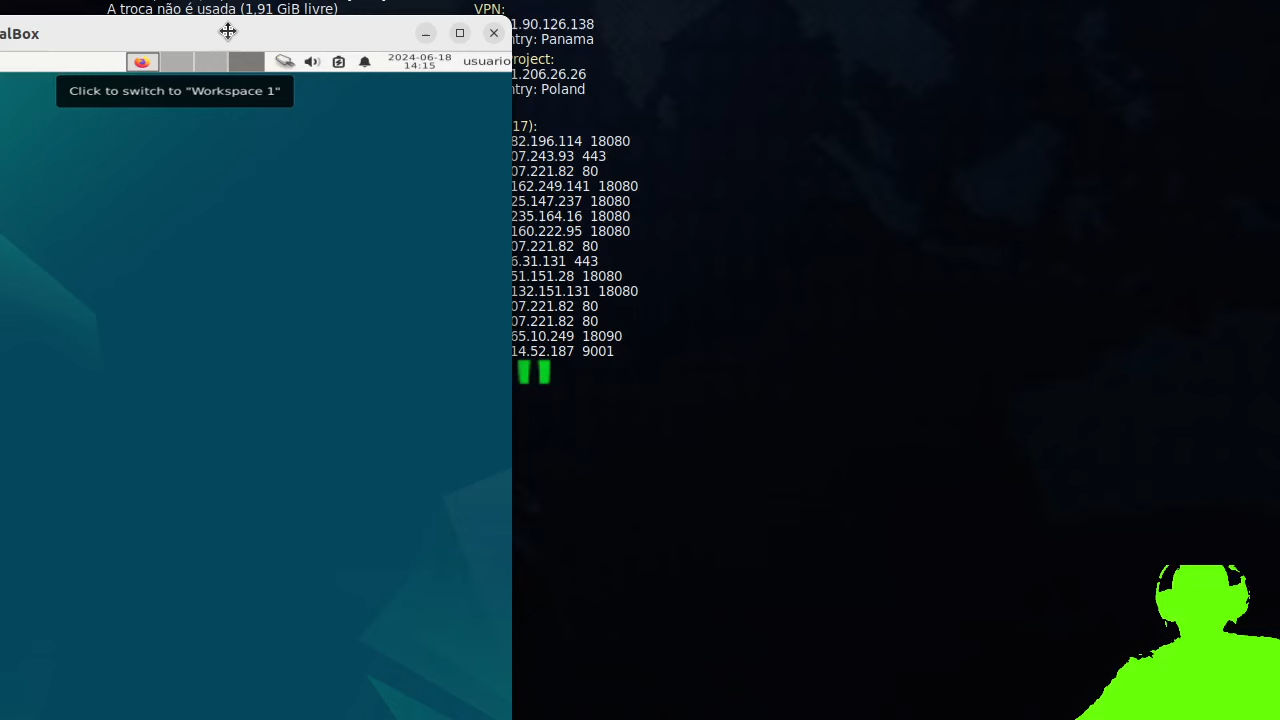 A troca não é usada (1,91 GiB livre)
VPN:
alBox
1.90.126.138
ntry: Panama
2024-06-18
14:15
usuario
roject:
1.206.26.26
ntry: Poland
Click to switch to "Workspace 1"
17):
82.196.114 18080
07.243.93 443
07.221.82 80
162.249.141 18080
25.147.237 18080
235.164.16 18080
160.222.95 18080
07.221.82 80
6.31.131 443
51.151.28 18080
132.151.131 18080
07.221.82 80
07.221.82 80
65.10.249 18090
14.52.187 9001
"